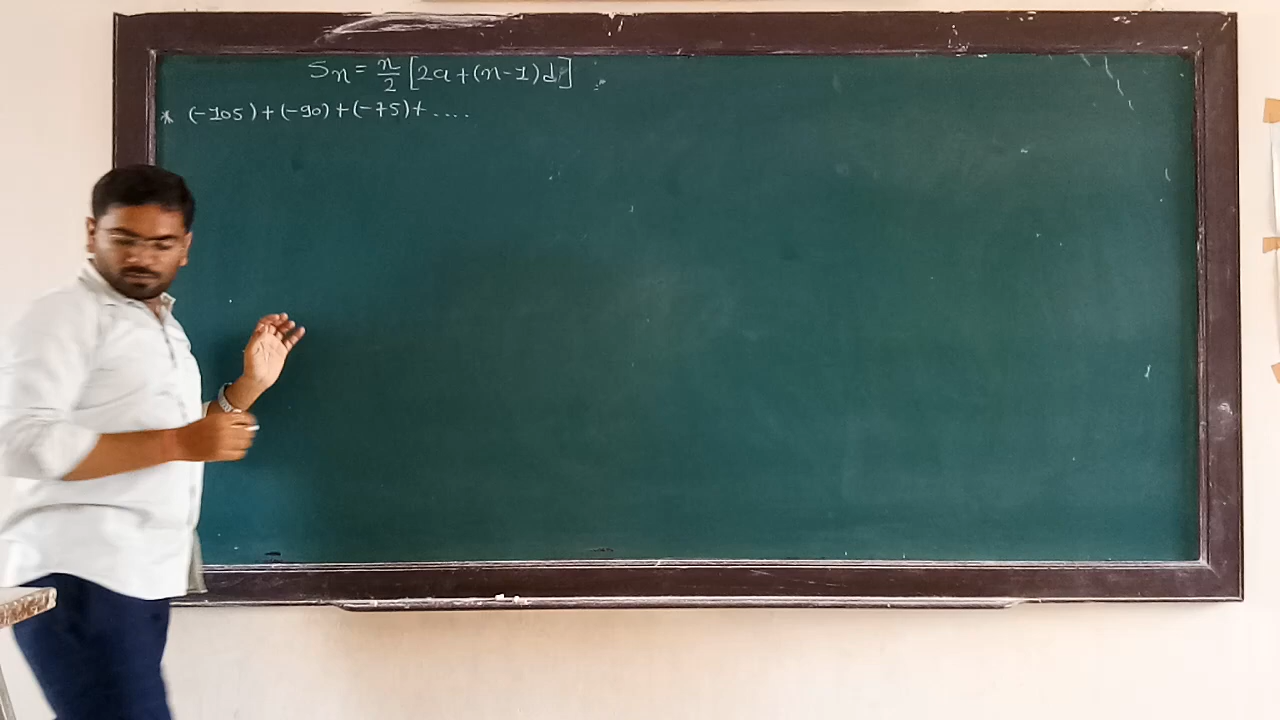 Sn = n/2 [2a+(n-1)d]
* (-105)+(-90)+(-75)+....